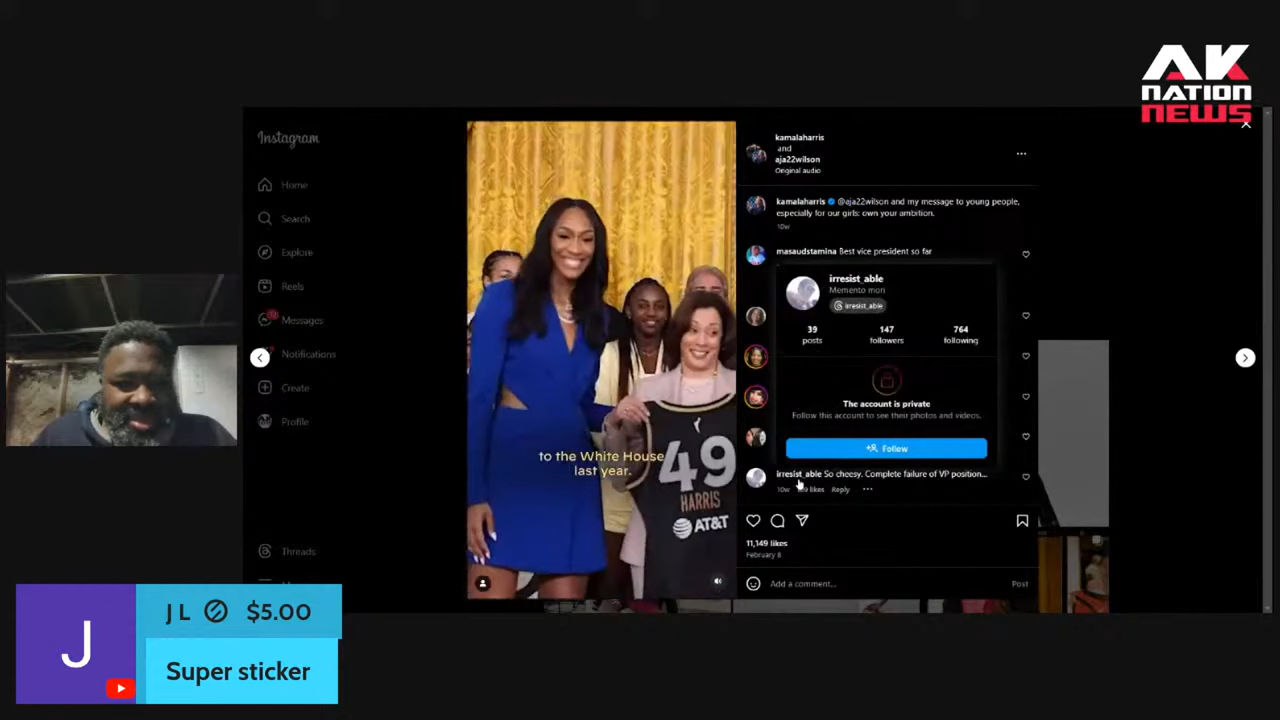 AK
NATION
NEWS
Instagram
Home
Search
Explore
Reels
Messages
Notifications
Create
Profile
Threads
kamalaharris
and
aja22wilson
Original audio
kamalaharris @aja22wilson and my message to young people,
especially for our girls: own your ambition.
10w
masaudstamina Best vice president so far
irresist_able
Memento mori
irresist_able
39 147 764
posts followers following
The account is private
Follow this account to see their photos and videos.
Follow
irresist_able So cheesy. Complete failure of VP position...
10w likes Reply
11,149 likes
February 8
Add a comment... Post
to the White House
last year.
49
HARRIS
AT&T
J
J L $5.00
Super sticker